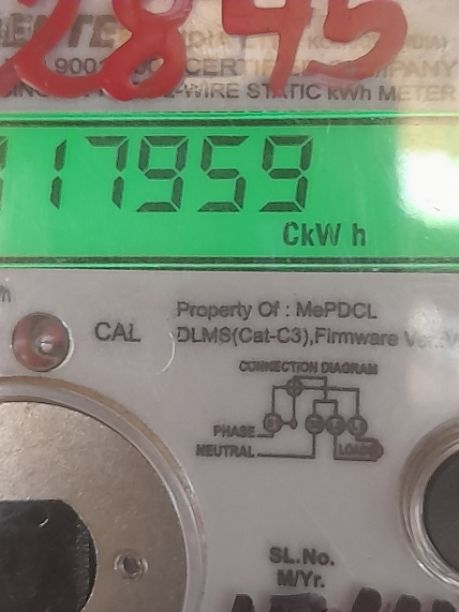 2845
9001 CERTIFIED COMPANY
2-WIRE STATIC kWh METER
17959
CkW h
CAL
Property Of : MePDCL
DLMS(Cat-C3),Firmware
CONNECTION DIAGRAM
PHASE
NEUTRAL
LOAD
SL.No.
M/Yr.